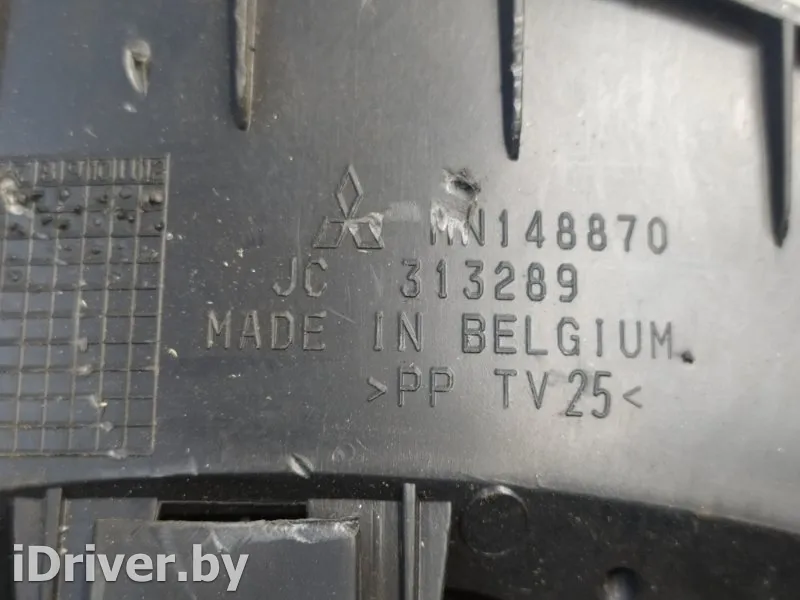 MN148870
JC 313289
MADE IN BELGIUM
>PP TV25<
iDriver.by